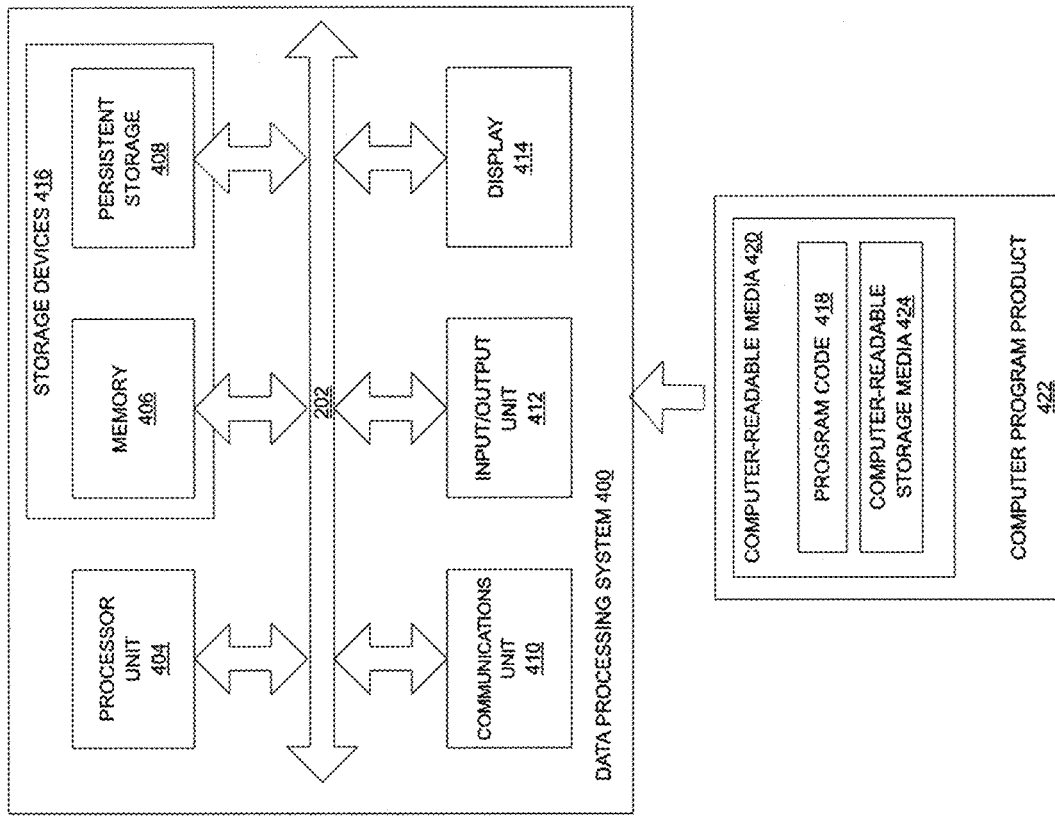 STORAGE DEVICES 416
PROCESSOR
UNIT
404
MEMORY
406
PERSISTENT
STORAGE
408
202
COMMUNICATIONS
UNIT
410
INPUT/OUTPUT
UNIT
412
DISPLAY
414
DATA PROCESSING SYSTEM 400
COMPUTER-READABLE MEDIA 420
PROGRAM CODE 418
COMPUTER-READABLE
STORAGE MEDIA 424
COMPUTER PROGRAM PRODUCT
422